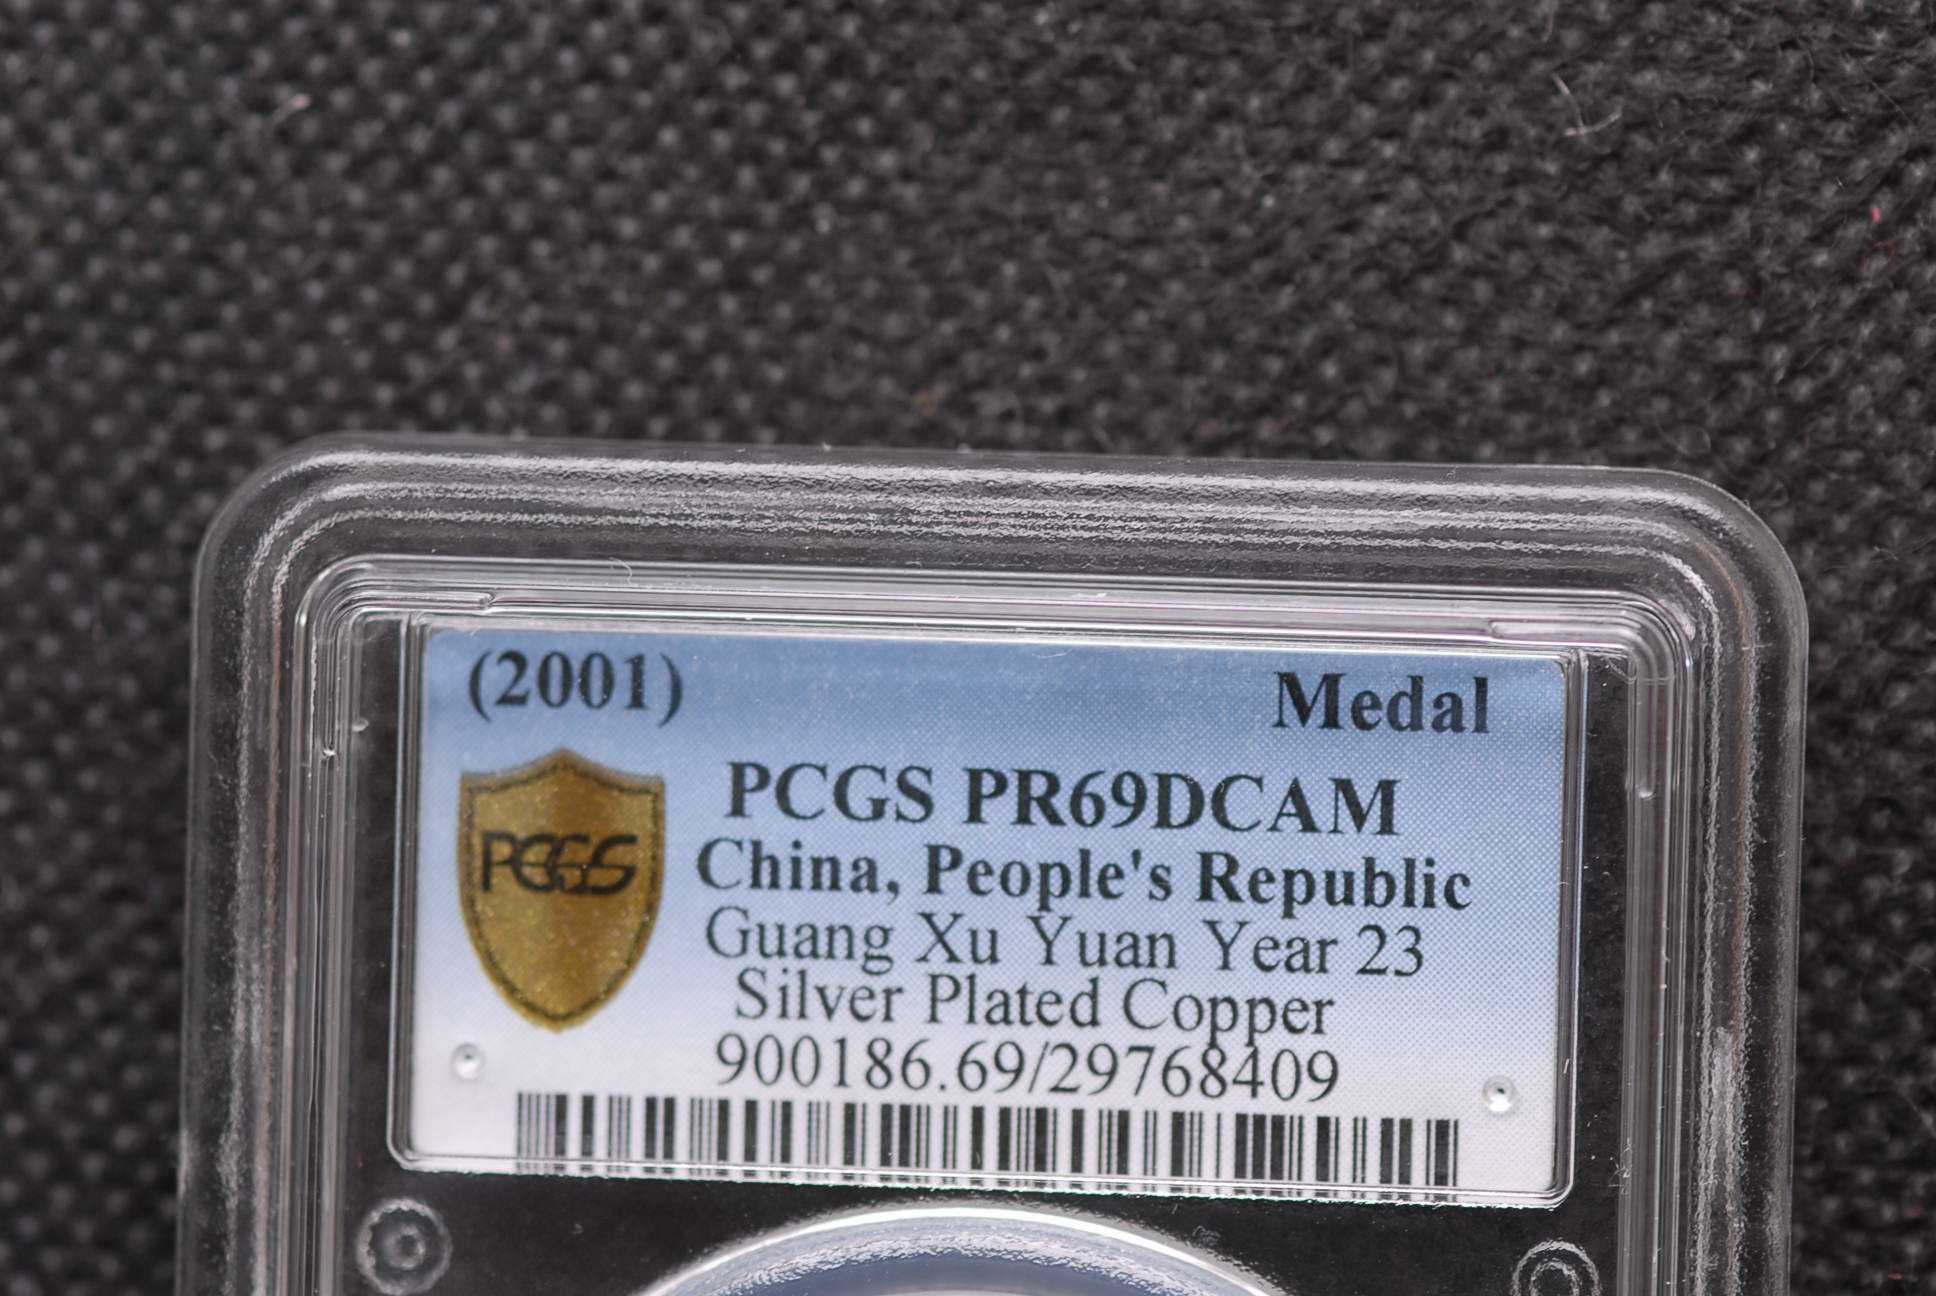 (2001) Medal
PCGS PR69DCAM
PCGS
China, People's Republic
Guang Xu Yuan Year 23
Silver Plated Copper
900186.69/29768409